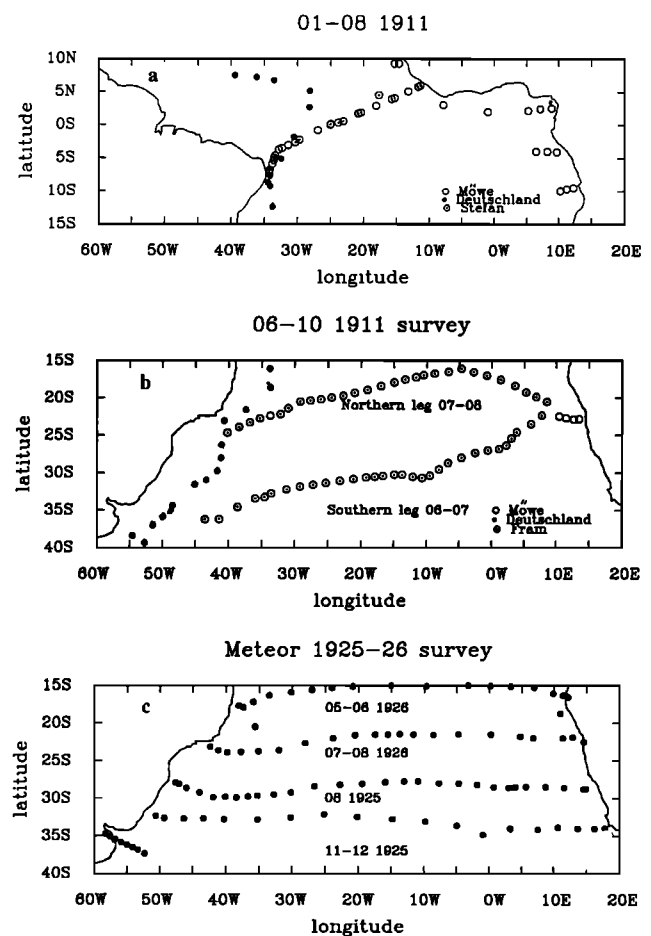 01-08 1911
10N
a
5N
0S
5S
10S
15S
latitude
Möwe
Deutschland
Stefan
60W 50W 40W 30W 20W 10W 0W 10E 20E
longitude
06-10 1911 survey
15S
b
20S
25S
30S
35S
40S
latitude
Northern leg 07-08
Southern leg 06-07
Möwe
Deutschland
Fram
60W 50W 40W 30W 20W 10W 0W 10E 20E
longitude
Meteor 1925-26 survey
15S
c
20S
25S
30S
35S
40S
latitude
05-06 1926
07-08 1926
08 1925
11-12 1925
60W 50W 40W 30W 20W 10W 0W 10E 20E
longitude